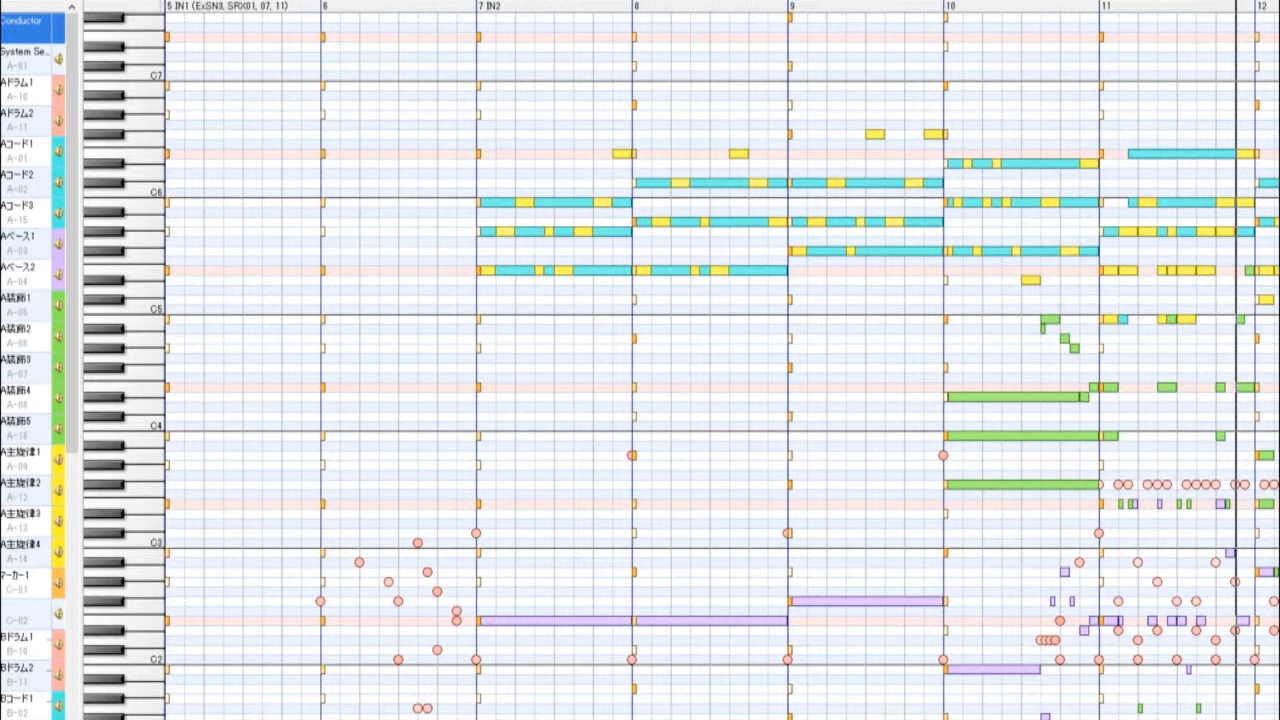 5 IN1 (ExSN3, SRX01, 07, 11)
6
7 IN2
8
9
10
11
12
Conductor
System Se...
A-01
Aドラム1
A-10
Aドラム2
A-11
Aコード1
A-01
Aコード2
A-02
Aコード3
A-15
Aベース1
A-03
Aベース2
A-04
A装飾1
A-05
A装飾2
A-06
A装飾3
A-07
A装飾4
A-08
A装飾5
A-16
A主旋律1
A-09
A主旋律2
A-12
A主旋律3
A-13
A主旋律4
A-14
マーカー1
C-01
C-02
Bドラム1
B-10
Bドラム2
B-11
Bコード1
B-02
C7
C6
C5
C4
C3
C2